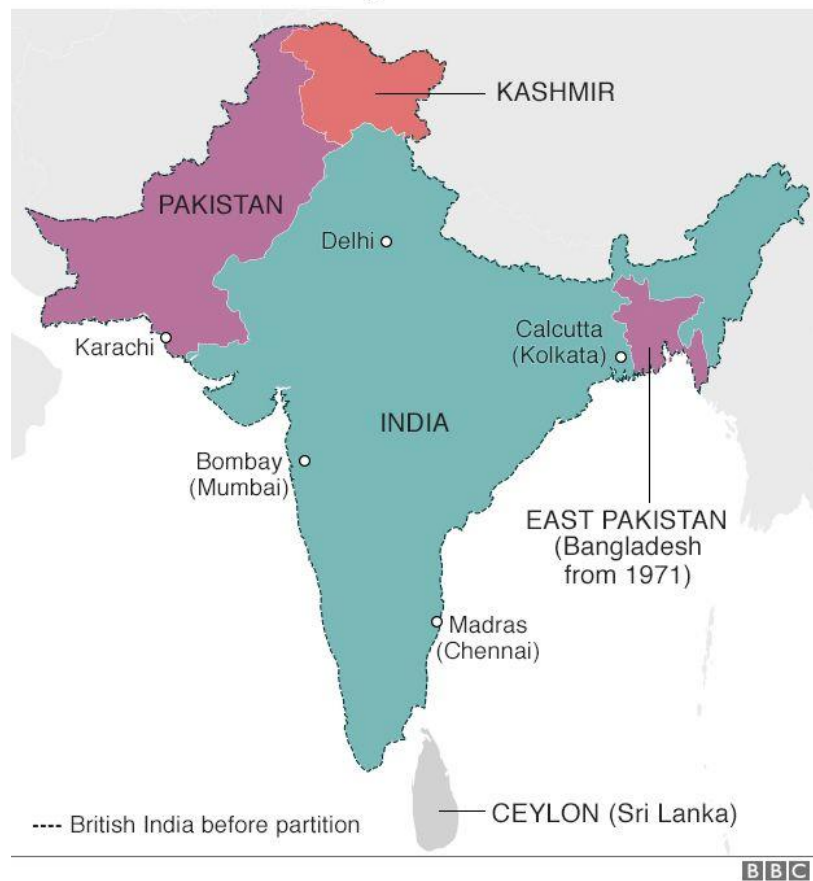 KASHMIR
PAKISTAN
Delhi
Karachi
Calcutta
(Kolkata)
INDIA
Bombay
(Mumbai)
EAST PAKISTAN
(Bangladesh
from 1971)
Madras
(Chennai)
CEYLON (Sri Lanka)
---- British India before partition
BBC